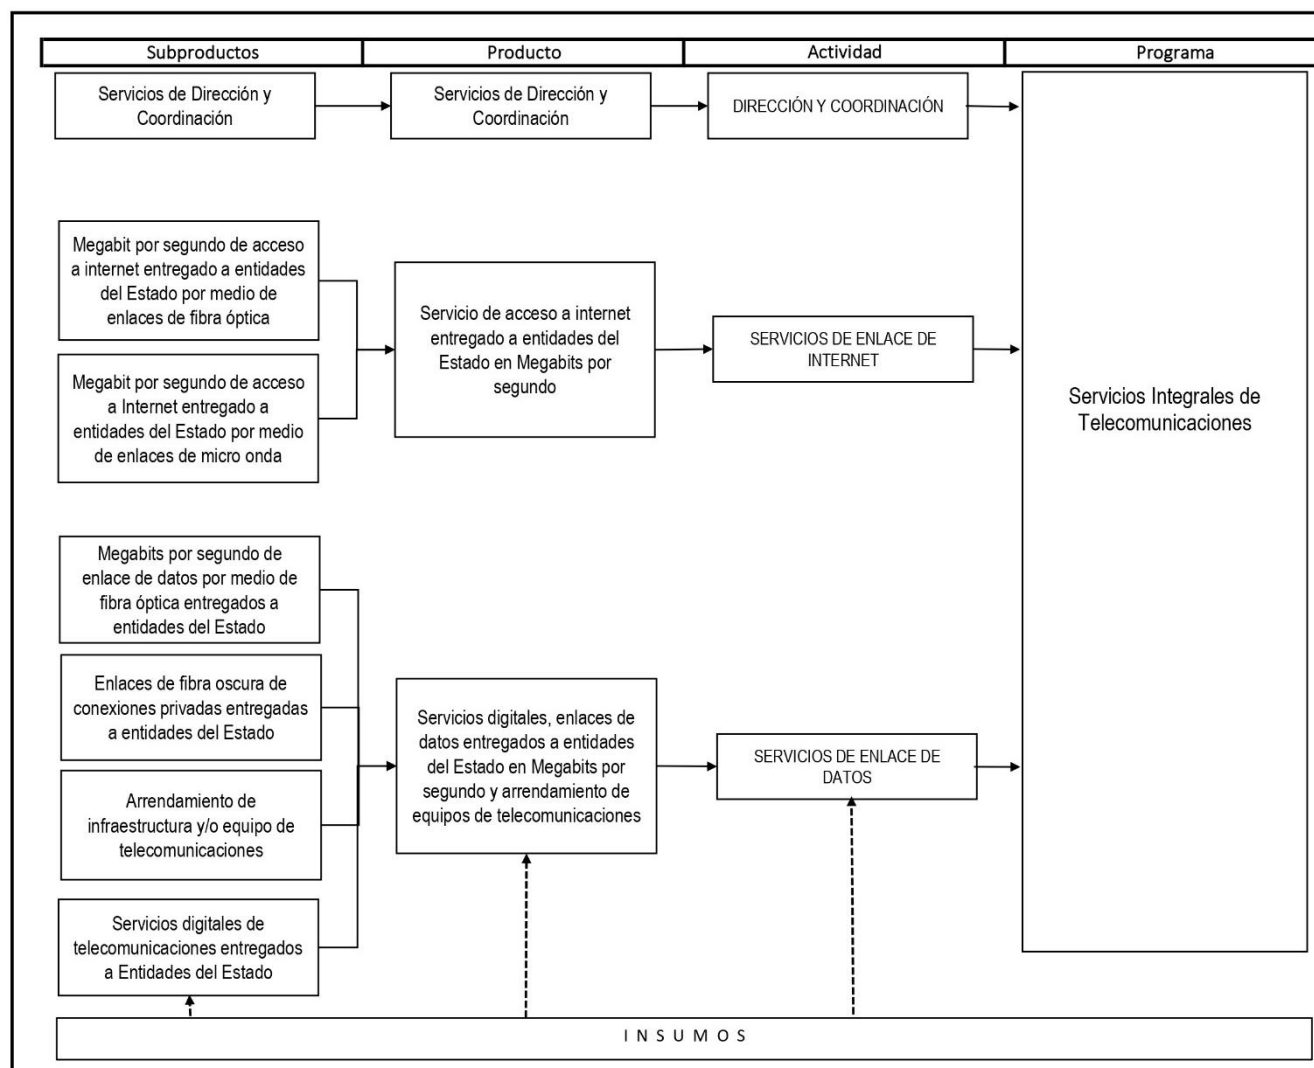 Subproductos
Producto
Actividad
Programa
Servicios de Dirección y
Coordinación
Servicios de Dirección y
Coordinación
DIRECCIÓN Y COORDINACIÓN
Megabit por segundo de acceso
a internet entregado a entidades
del Estado por medio de
enlaces de fibra óptica
Megabit por segundo de acceso
a Internet entregado a
entidades del Estado por medio
de enlaces de micro onda
Servicio de acceso a internet
entregado a entidades del
Estado en Megabits por
segundo
SERVICIOS DE ENLACE DE
INTERNET
Servicios Integrales de
Telecomunicaciones
Megabits por segundo de
enlace de datos por medio de
fibra óptica entregados a
entidades del Estado
Enlaces de fibra oscura de
conexiones privadas entregadas
a entidades del Estado
Arrendamiento de
infraestructura y/o equipo de
telecomunicaciones
Servicios digitales de
telecomunicaciones entregados
a Entidades del Estado
Servicios digitales, enlaces de
datos entregados a entidades
del Estado en Megabits por
segundo y arrendamiento de
equipos de telecomunicaciones
SERVICIOS DE ENLACE DE
DATOS
INSUMOS